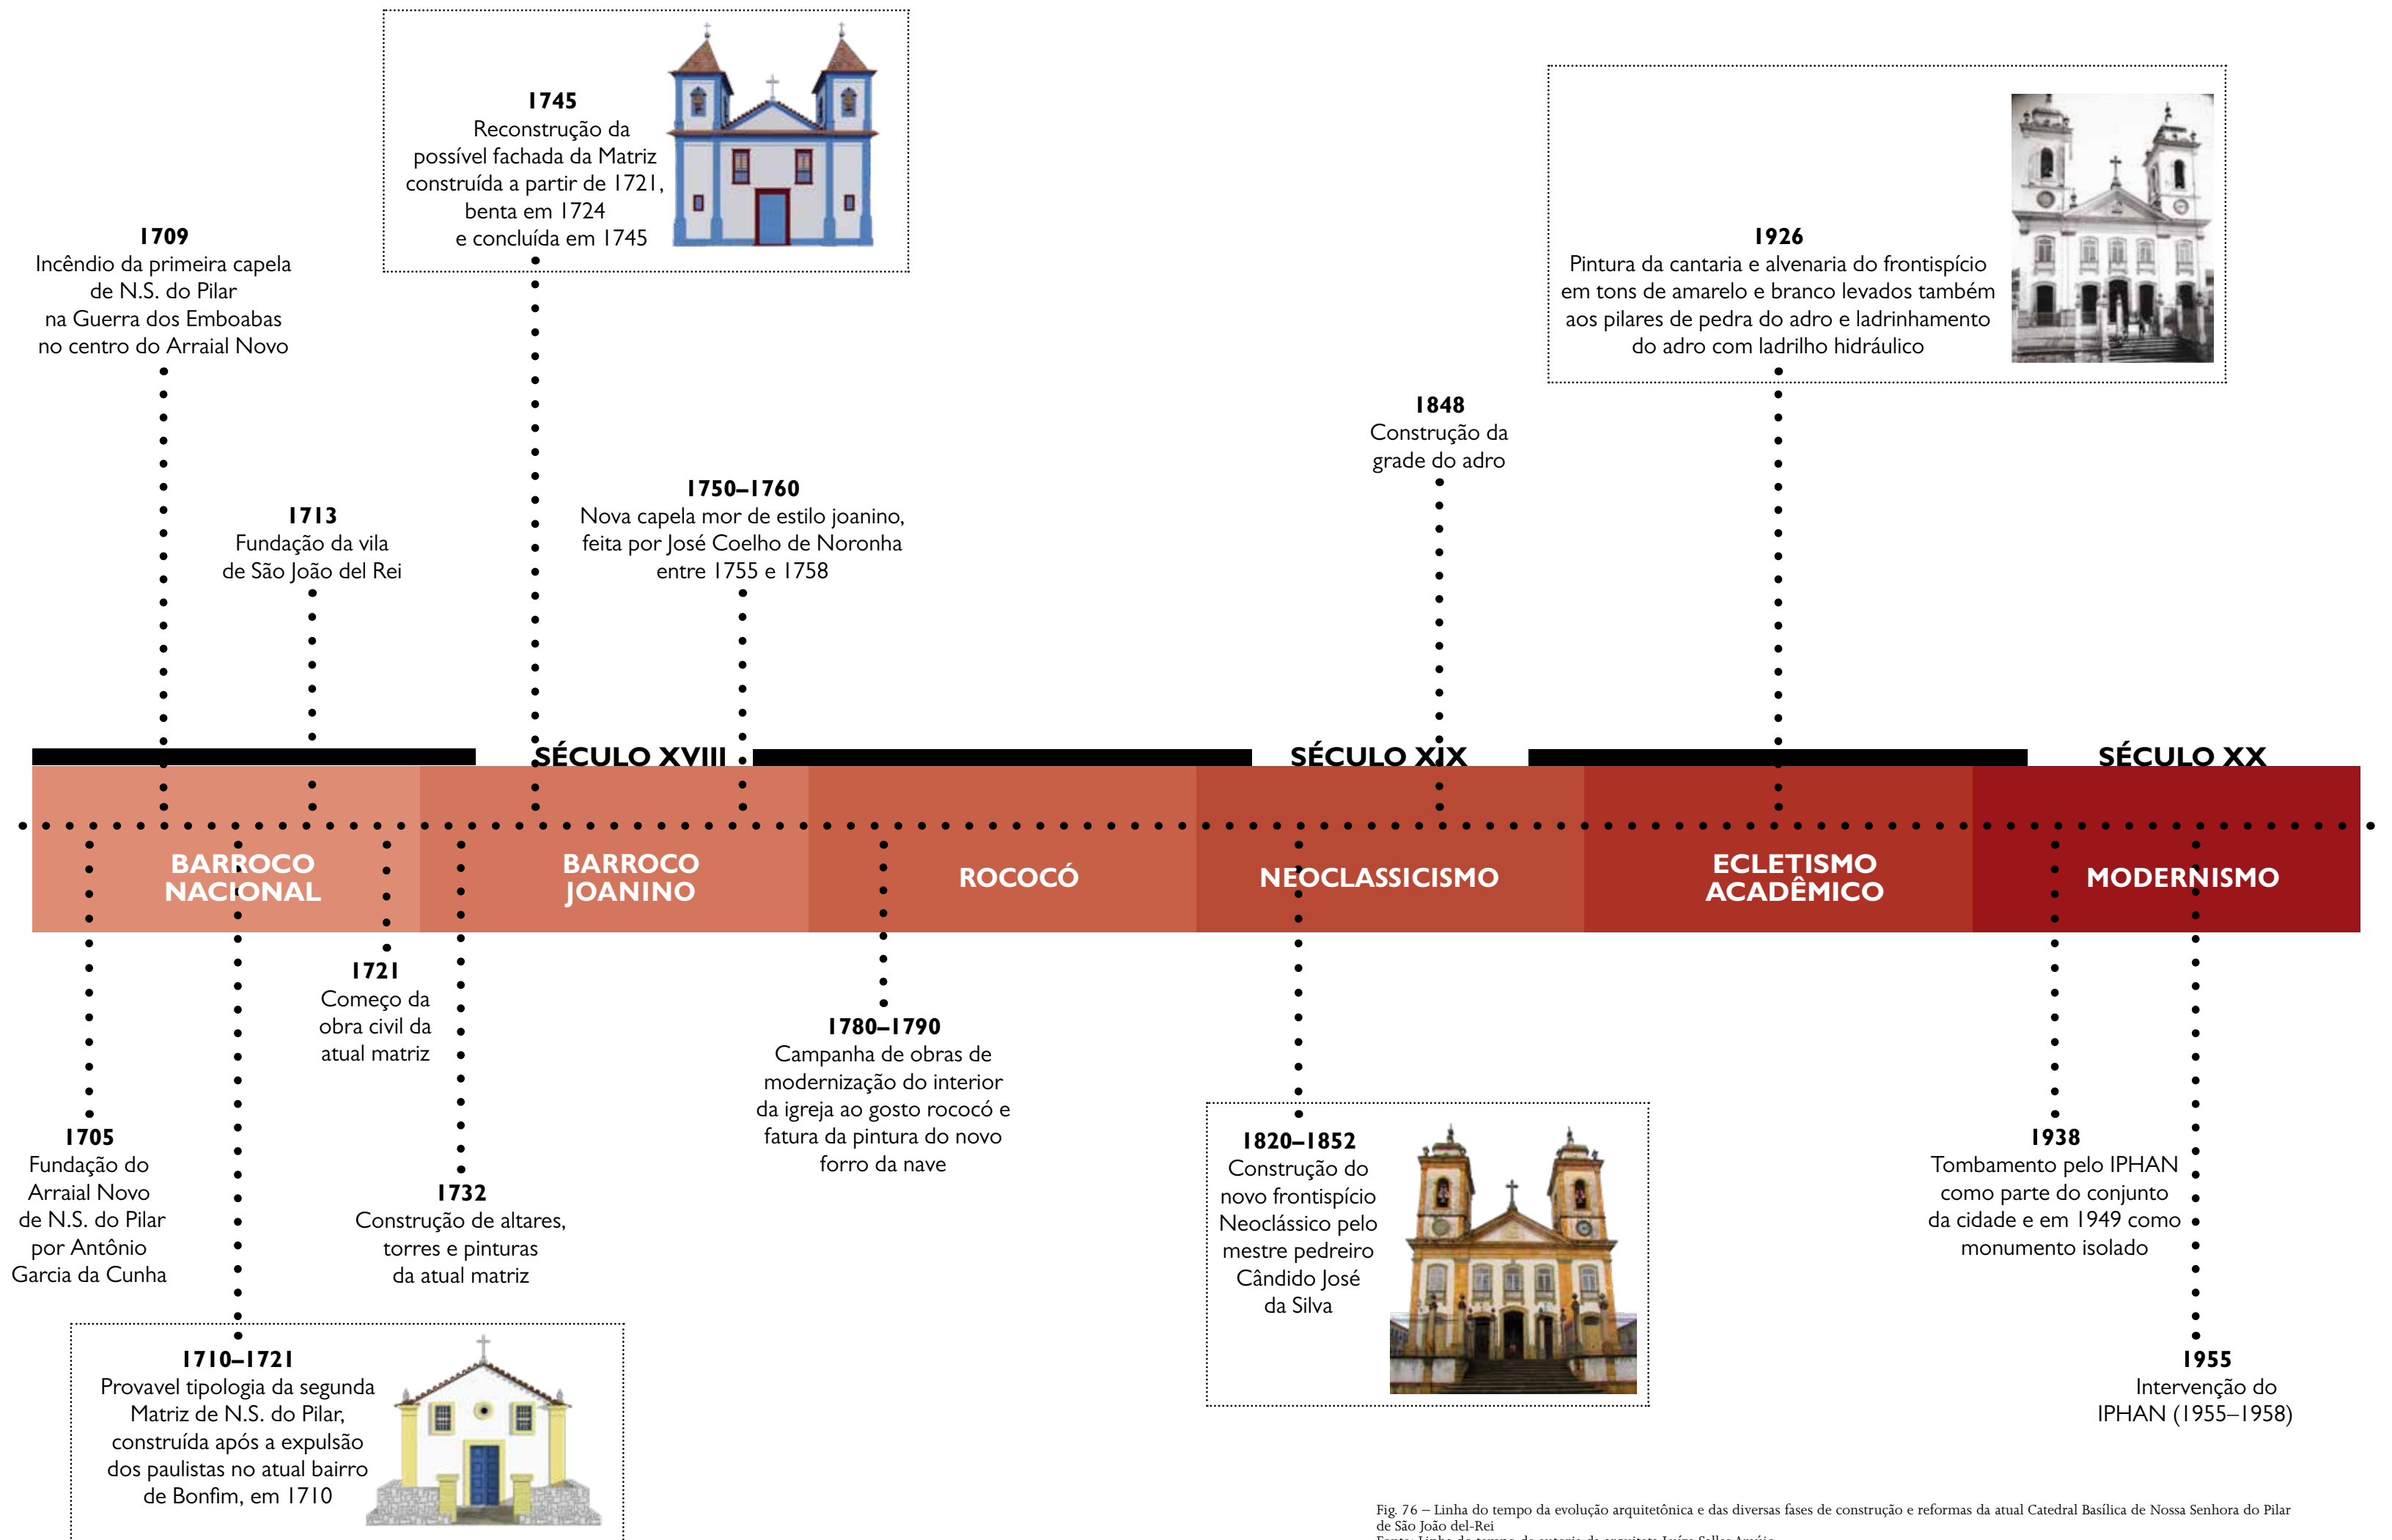 1745
Reconstrução da
possível fachada da Matriz
construída a partir de 1721,
benta em 1724
e concluída em 1745
1709
Incêndio da primeira capela
de N.S. do Pilar
na Guerra dos Emboabas
no centro do Arraial Novo
1926
Pintura da cantaria e alvenaria do frontispício
em tons de amarelo e branco levados também
aos pilares de pedra do adro e ladrinhamento
do adro com ladrilho hidráulico
1848
Construção da
grade do adro
1750–1760
Nova capela mor de estilo joanino,
feita por José Coelho de Noronha
entre 1755 e 1758
1713
Fundação da vila
de São João del Rei
SÉCULO XVIII
SÉCULO XIX
SÉCULO XX
BARROCO
NACIONAL
BARROCO
JOANINO
ROCOCÓ
NEOCLASSICISMO
ECLETISMO
ACADÊMICO
MODERNISMO
1721
Começo da
obra civil da
atual matriz
1780–1790
Campanha de obras de
modernização do interior
da igreja ao gosto rococó e
fatura da pintura do novo
forro da nave
1705
Fundação do
Arraial Novo
de N.S. do Pilar
por Antônio
Garcia da Cunha
1732
Construção de altares,
torres e pinturas
da atual matriz
1820–1852
Construção do
novo frontispício
Neoclássico pelo
mestre pedreiro
Cândido José
da Silva
1938
Tombamento pelo IPHAN
como parte do conjunto
da cidade e em 1949 como
monumento isolado
1710–1721
Provavel tipologia da segunda
Matriz de N.S. do Pilar,
construída após a expulsão
dos paulistas no atual bairro
de Bonfim, em 1710
1955
Intervenção do
IPHAN (1955–1958)
Fig. 76 – Linha do tempo da evolução arquitetônica e das diversas fases de construção e reformas da atual Catedral Basílica de Nossa Senhora do Pilar
de São João del-Rei
Fonte: Linha do tempo de autoria da arquiteta Luíza Salles Araújo